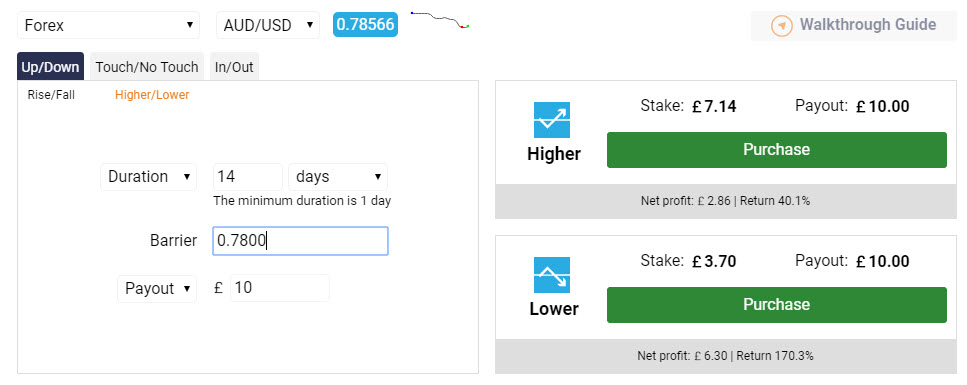 Forex
AUD/USD
0.78566
Walkthrough Guide
Up/Down
Touch/No Touch
In/Out
Rise/Fall
Higher/Lower
Duration
14
days
The minimum duration is 1 day
Barrier
0.7800
Payout
£
10
Higher
Stake: £7.14
Payout: £10.00
Purchase
Net profit: £ 2.86 | Return 40.1%
Lower
Stake: £3.70
Payout: £10.00
Purchase
Net profit: £ 6.30 | Return 170.3%